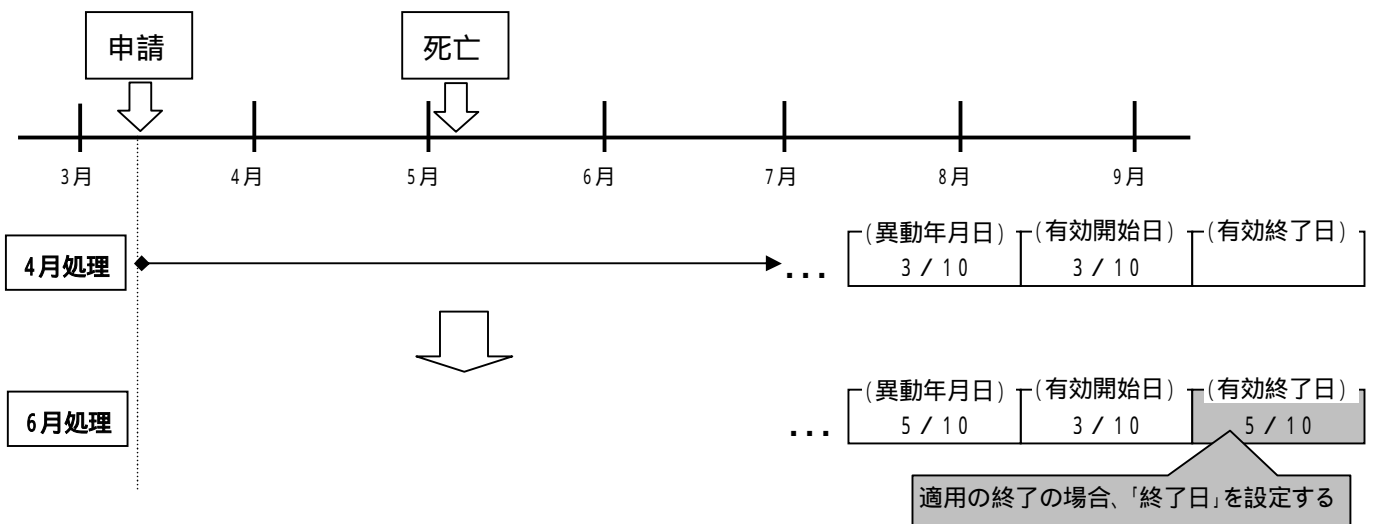 申請
死亡
3月
4月
5月
6月
7月
8月
9月
4月処理
...
(異動年月日)
(有効開始日)
(有効終了日)
3/10
3/10
6月処理
...
(異動年月日)
(有効開始日)
(有効終了日)
5/10
3/10
5/10
適用の終了の場合、「終了日」を設定する